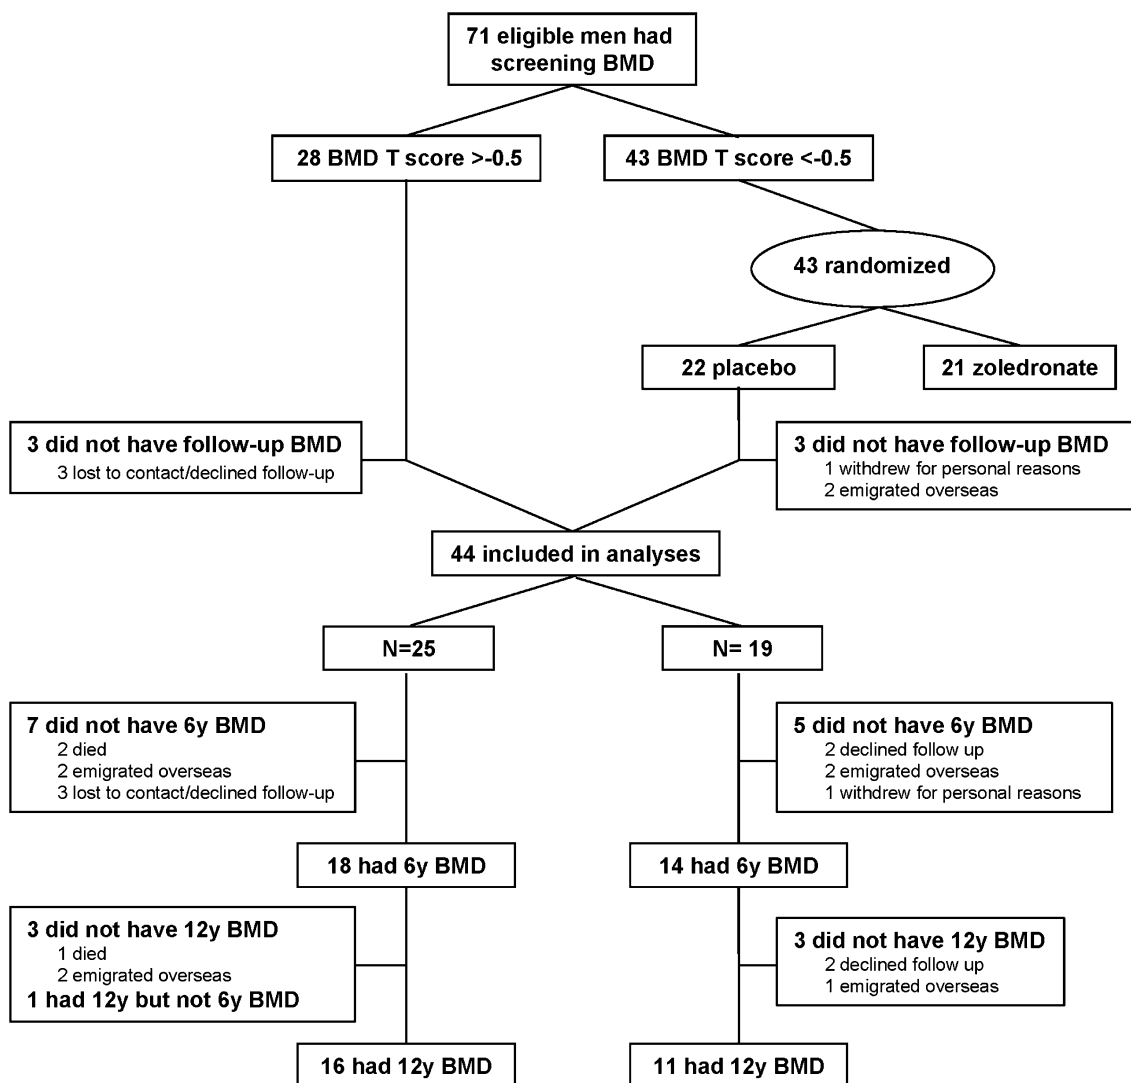 71 eligible men had
screening BMD
28 BMD T score >-0.5
43 BMD T score <-0.5
43 randomized
22 placebo
21 zoledronate
3 did not have follow-up BMD
3 lost to contact/declined follow-up
3 did not have follow-up BMD
1 withdrew for personal reasons
2 emigrated overseas
44 included in analyses
N=25
N= 19
7 did not have 6y BMD
2 died
2 emigrated overseas
3 lost to contact/declined follow-up
5 did not have 6y BMD
2 declined follow up
2 emigrated overseas
1 withdrew for personal reasons
18 had 6y BMD
14 had 6y BMD
3 did not have 12y BMD
1 died
2 emigrated overseas
1 had 12y but not 6y BMD
3 did not have 12y BMD
2 declined follow up
1 emigrated overseas
16 had 12y BMD
11 had 12y BMD